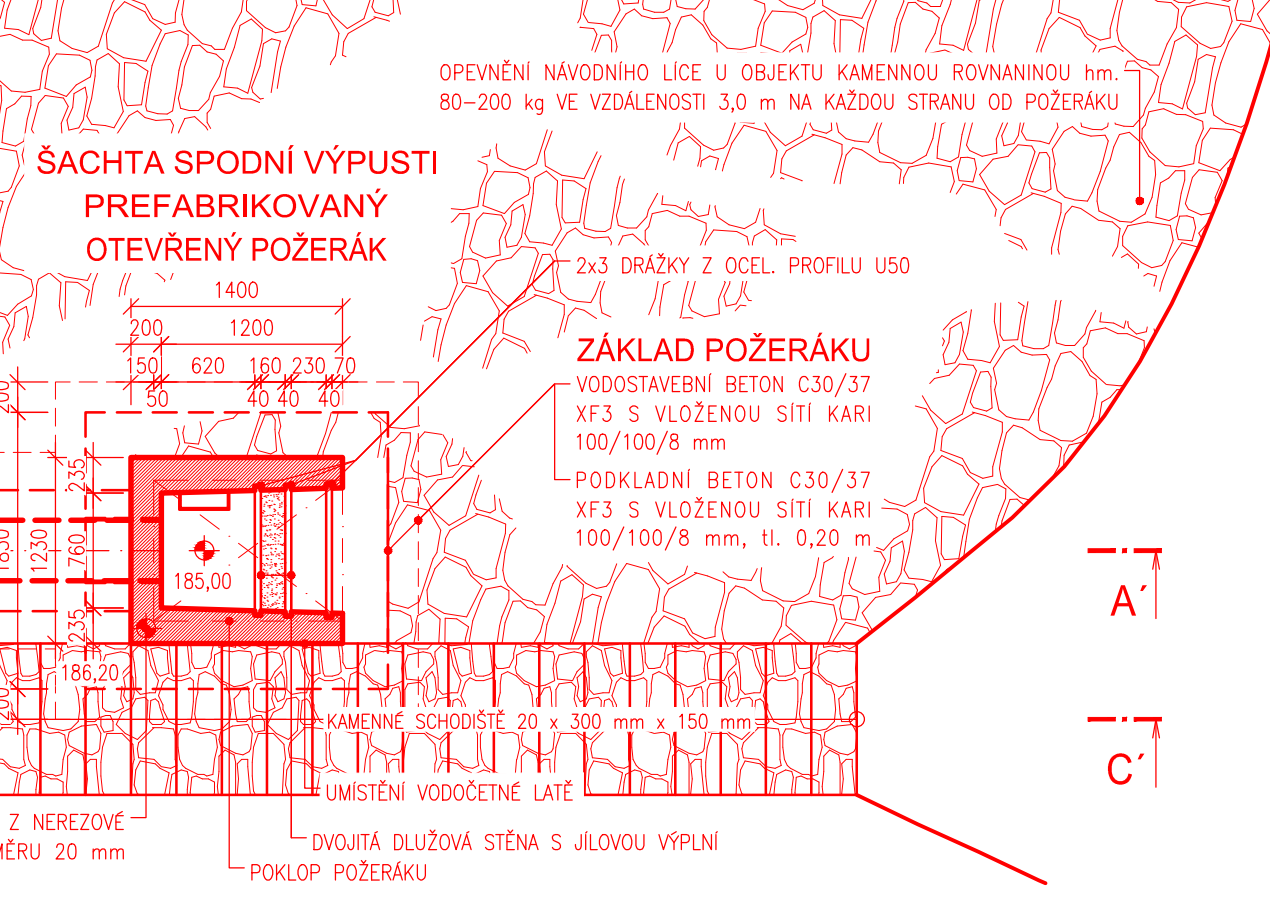 OPEVNĚNÍ NÁVODNÍHO LÍCE U OBJEKTU KAMENNOU ROVNANINOU hm.
80-200 kg VE VZDÁLENOSTI 3,0 m NA KAŽDOU STRANU OD POŽERÁKU
ŠACHTA SPODNÍ VÝPUSTI
PREFABRIKOVANÝ
OTEVŘENÝ POŽERÁK
2x3 DRÁŽKY Z OCEL. PROFILU U50
1400
200 1200
150 620 160 230 70
50 40 40 40
ZÁKLAD POŽERÁKU
VODOSTAVEBNÍ BETON C30/37
XF3 S VLOŽENOU SÍTÍ KARI
100/100/8 mm
PODKLADNÍ BETON C30/37
XF3 S VLOŽENOU SÍTÍ KARI
100/100/8 mm, tl. 0,20 m
200
235
1230
760
235
200
185,00
186,20
A´
C´
KAMENNÉ SCHODIŠTĚ 20 x 300 mm x 150 mm
UMÍSTĚNÍ VODOČETNÉ LATĚ
Z NEREZOVÉ
MĚRU 20 mm
DVOJITÁ DLUŽOVÁ STĚNA S JÍLOVOU VÝPLNÍ
POKLOP POŽERÁKU